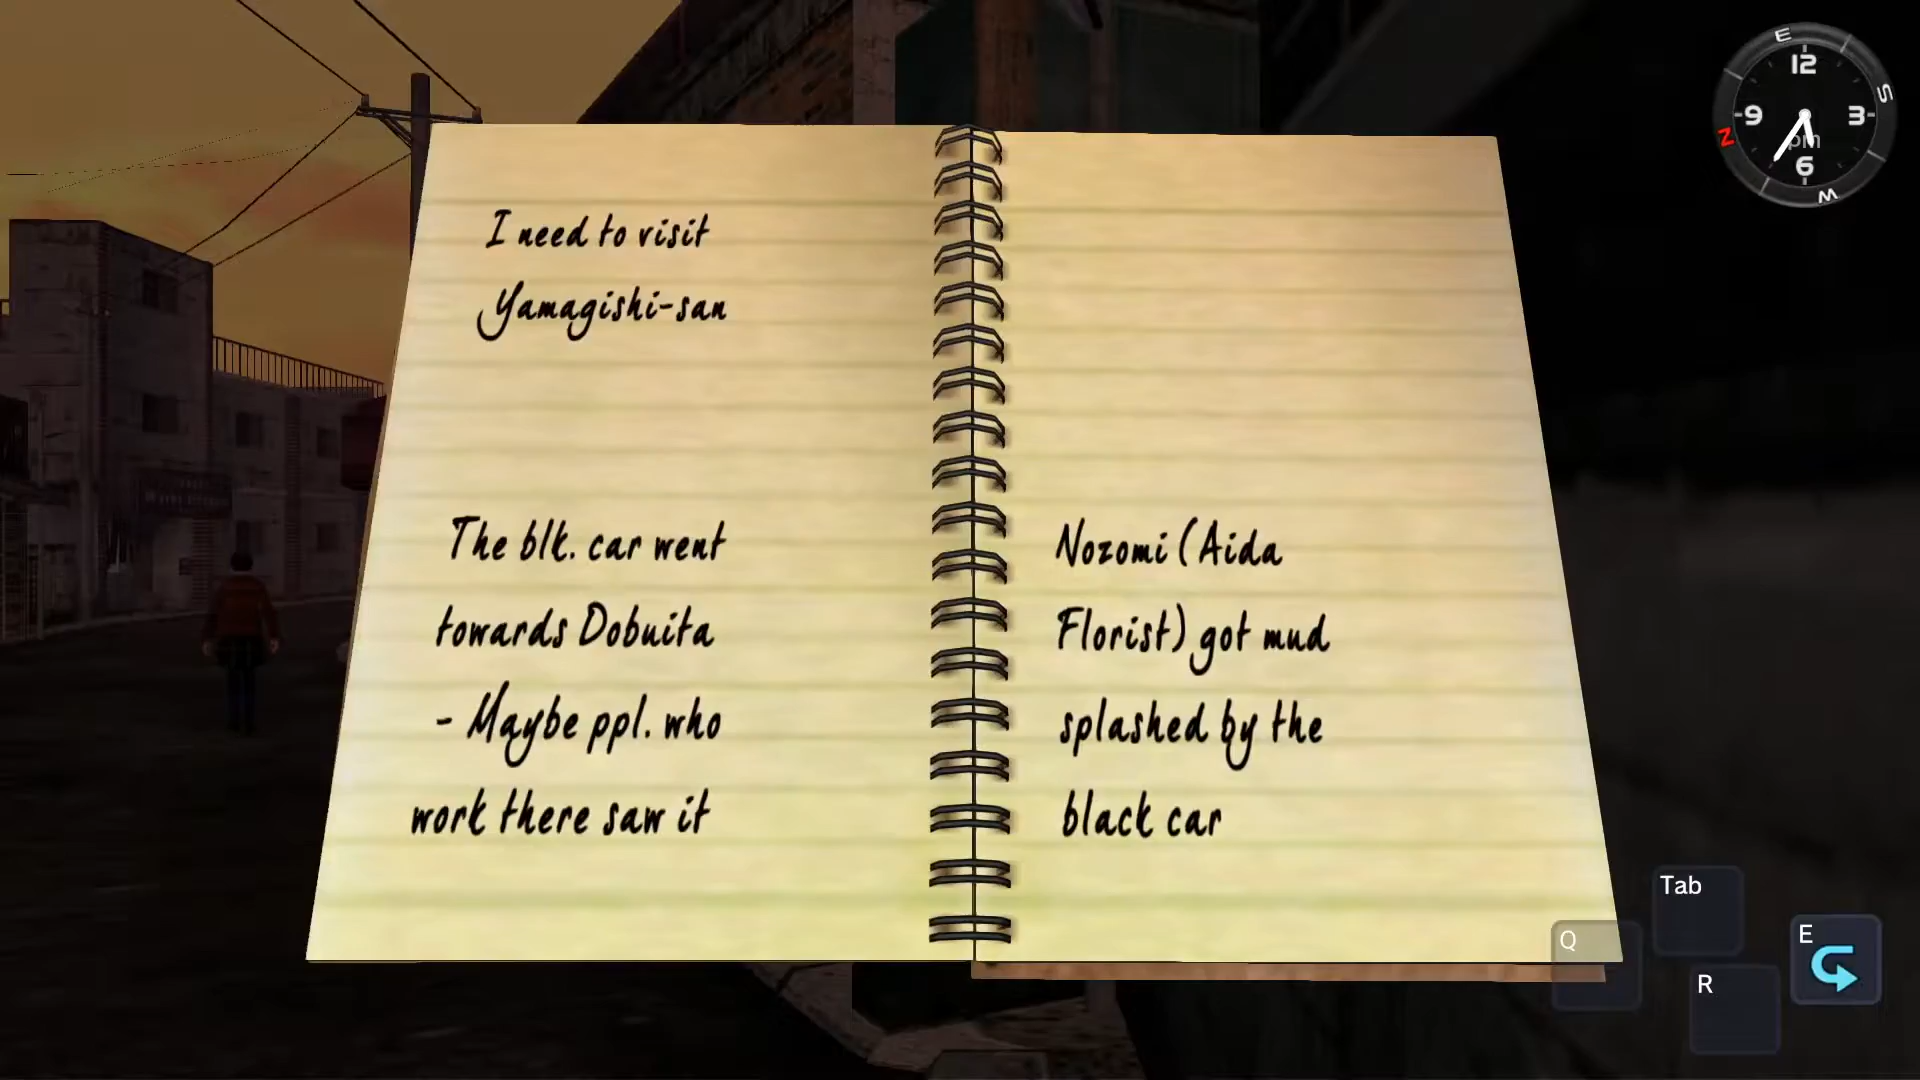 I need to visit
Yamagishi-san
The blk. car went
towards Dobuita
- Maybe ppl. who
work there saw it
Nozomi (Aida
Florist) got mud
splashed by the
black car
E
12
S
9
3
pm
Z
6
W
Tab
Q
E
R